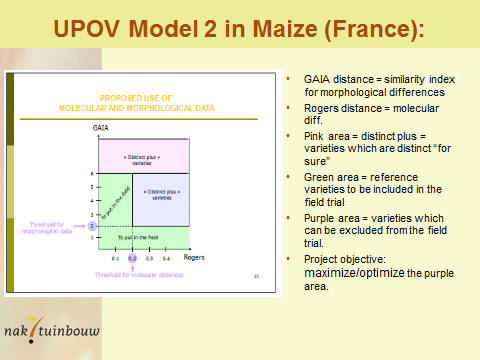 UPOV Model 2 in Maize (France):
PROPOSED USE OF
MOLECULAR AND MORPHOLOGICAL DATA
GAIA
« Distinct plus »
varieties
6
5
4
3
2
1
To put in the field
« Distinct plus »
varieties
Threshold for
morphological data
To put in the field
0.1 0.2 0.3 0.4 Rogers
Threshold for molecular distances
21
• GAIA distance = similarity index
for morphological differences
• Rogers distance = molecular
diff.
• Pink area = distinct plus =
varieties which are distinct “for
sure”
• Green area = reference
varieties to be included in the
field trial
• Purple area = varieties which
can be excluded from the field
trial.
• Project objective:
maximize/optimize the purple
area.
nak tuinbouw